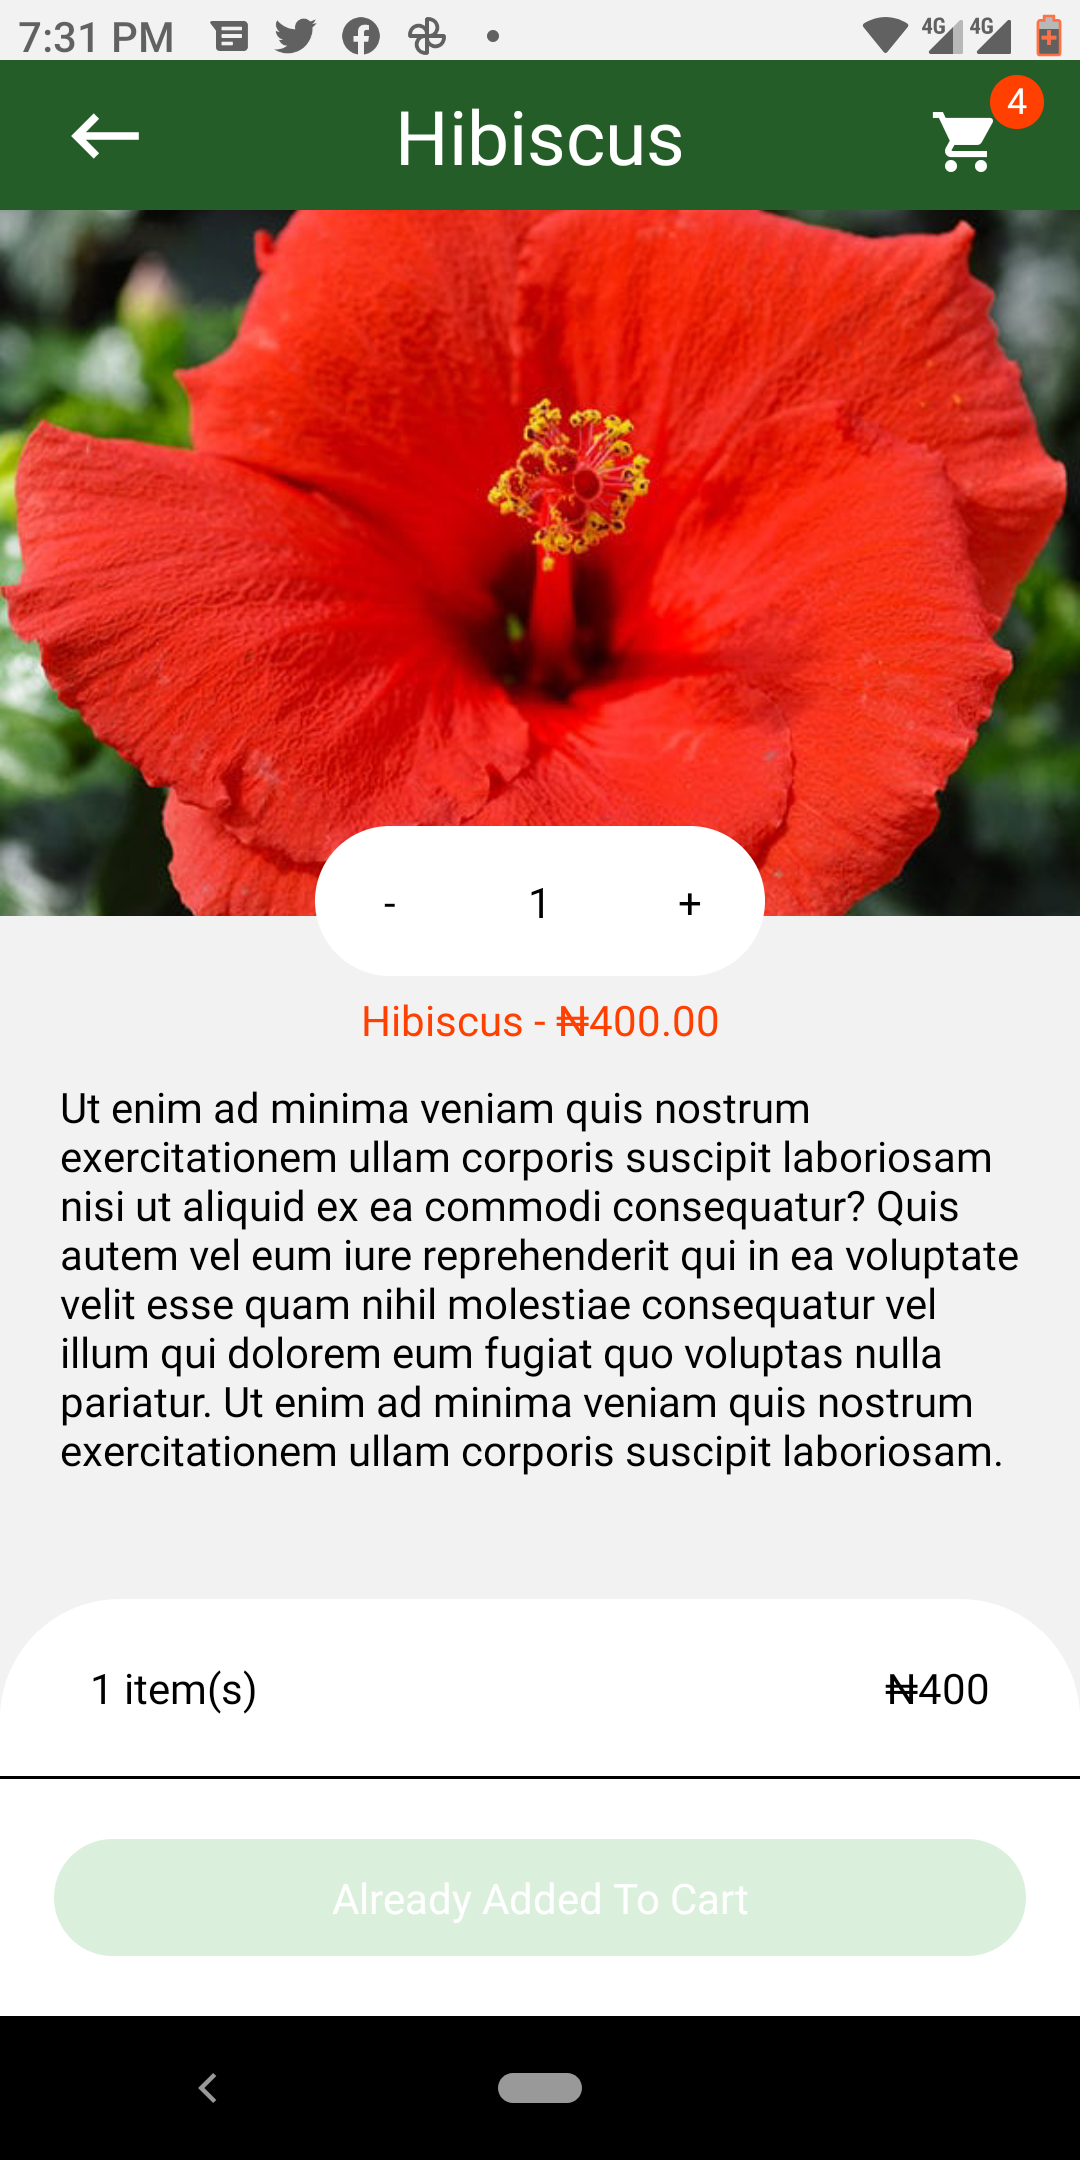 7:31 PM
4G 4G
Hibiscus
4
- 1 +
Hibiscus - ₦400.00
Ut enim ad minima veniam quis nostrum
exercitationem ullam corporis suscipit laboriosam
nisi ut aliquid ex ea commodi consequatur? Quis
autem vel eum iure reprehenderit qui in ea voluptate
velit esse quam nihil molestiae consequatur vel
illum qui dolorem eum fugiat quo voluptas nulla
pariatur. Ut enim ad minima veniam quis nostrum
exercitationem ullam corporis suscipit laboriosam.
1 item(s) ₦400
Already Added To Cart